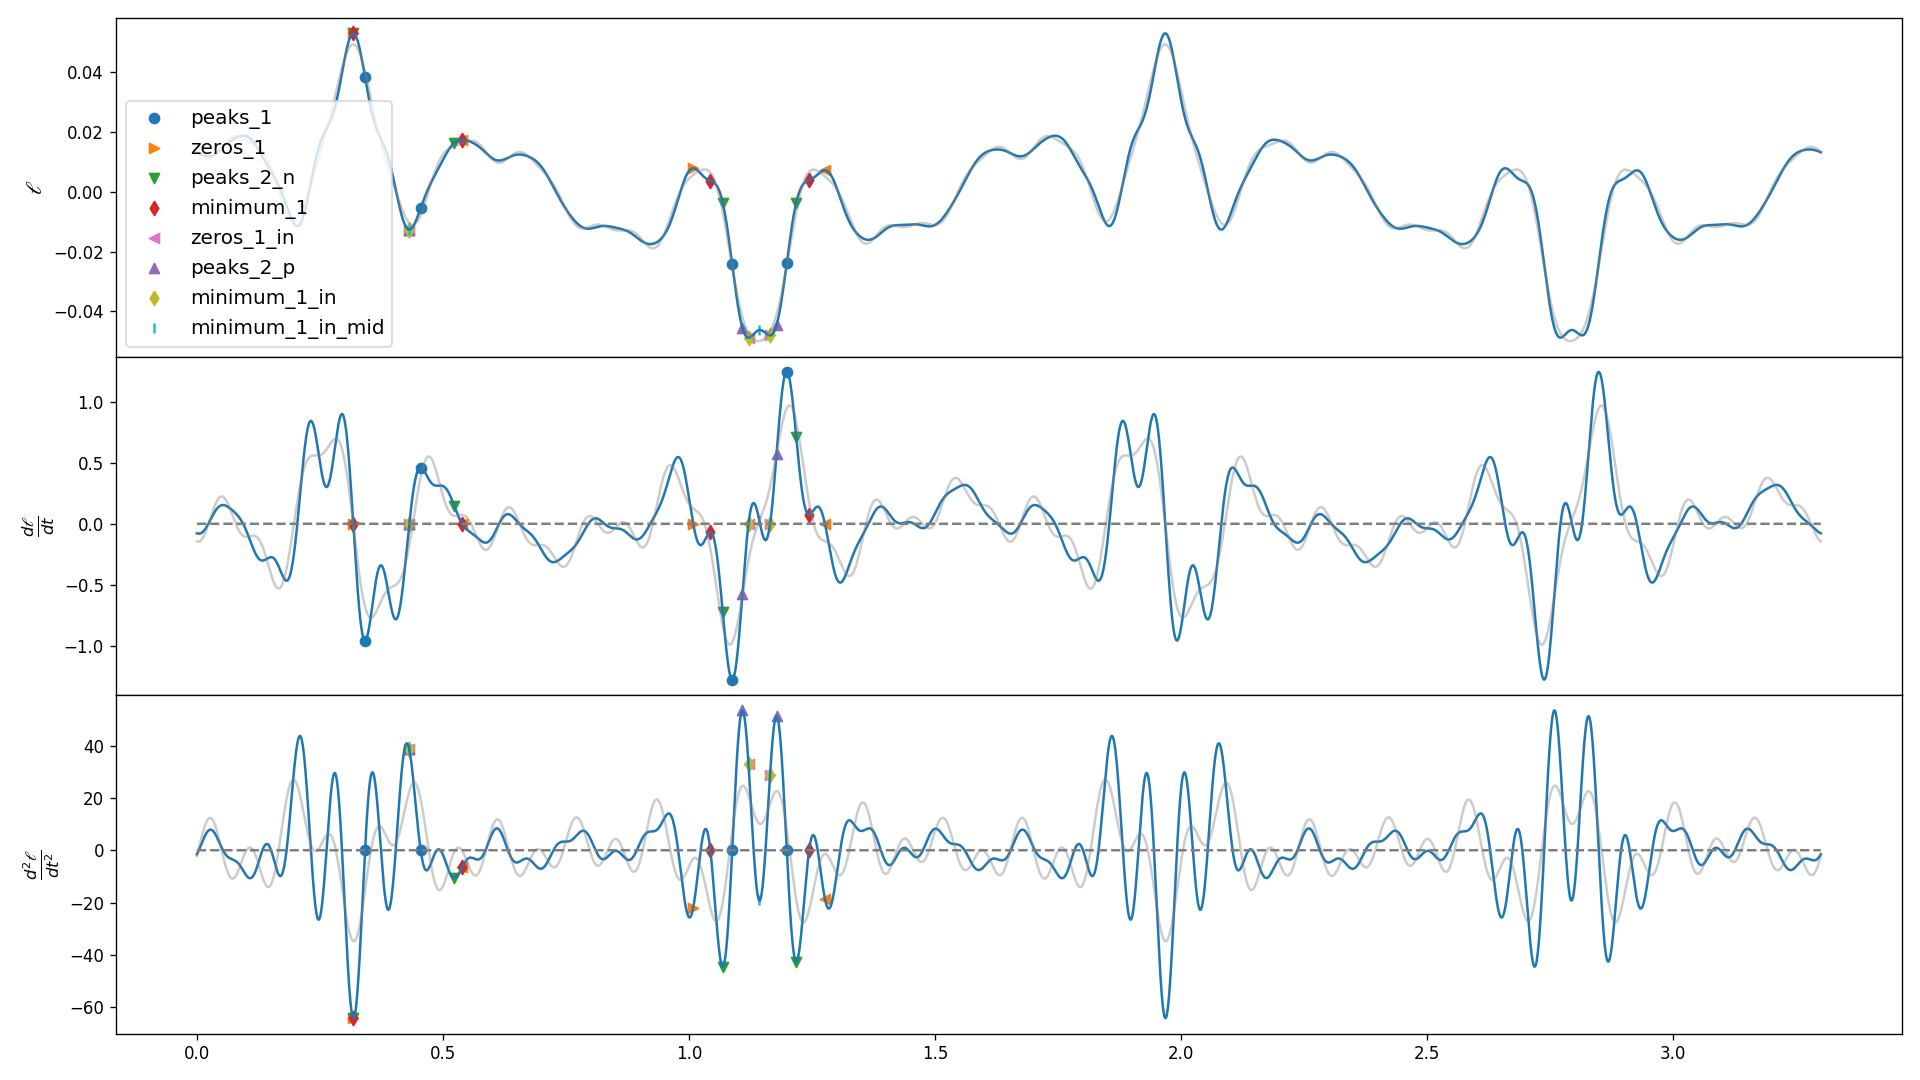 0.04
0.02
0.00
−0.02
−0.04
ℓ
peaks_1
zeros_1
peaks_2_n
minimum_1
zeros_1_in
peaks_2_p
minimum_1_in
minimum_1_in_mid
1.0
0.5
0.0
−0.5
−1.0
dℓ
dt
40
20
0
−20
−40
−60
d²ℓ
dt²
0.0 0.5 1.0 1.5 2.0 2.5 3.0